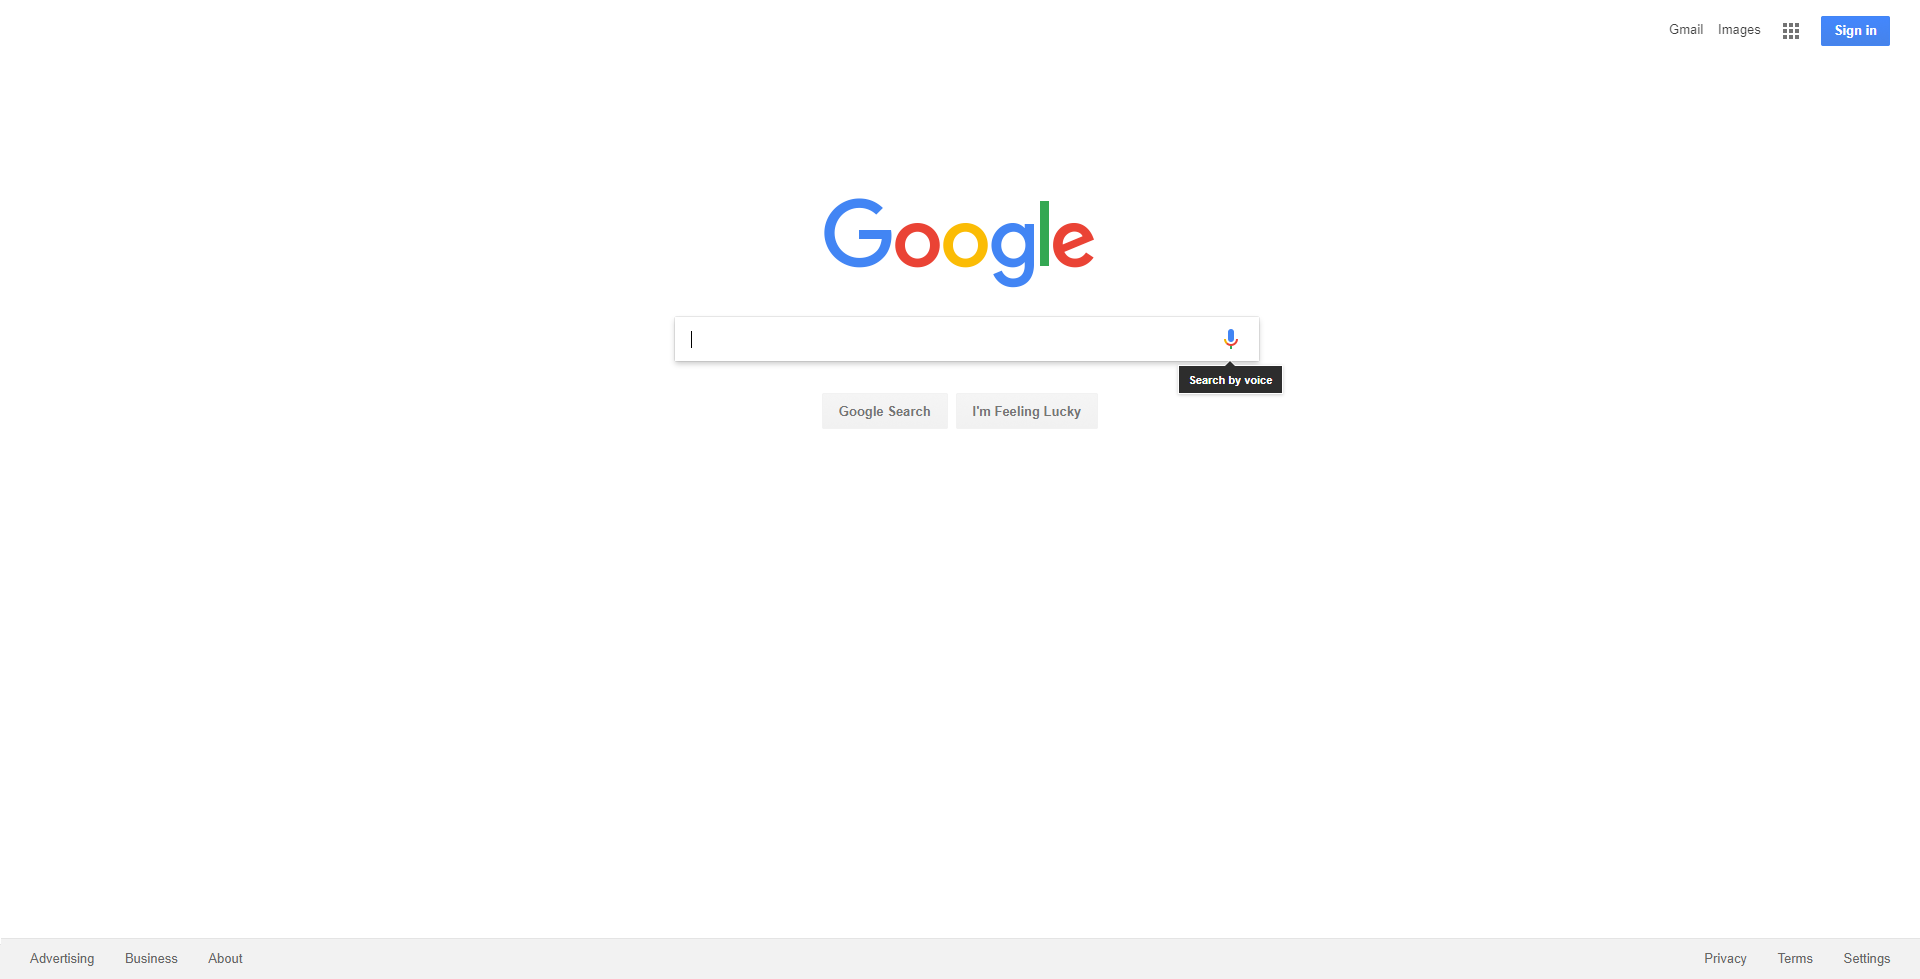 Gmail Images Sign in
Google
Search by voice
Google Search I'm Feeling Lucky
Advertising Business About Privacy Terms Settings